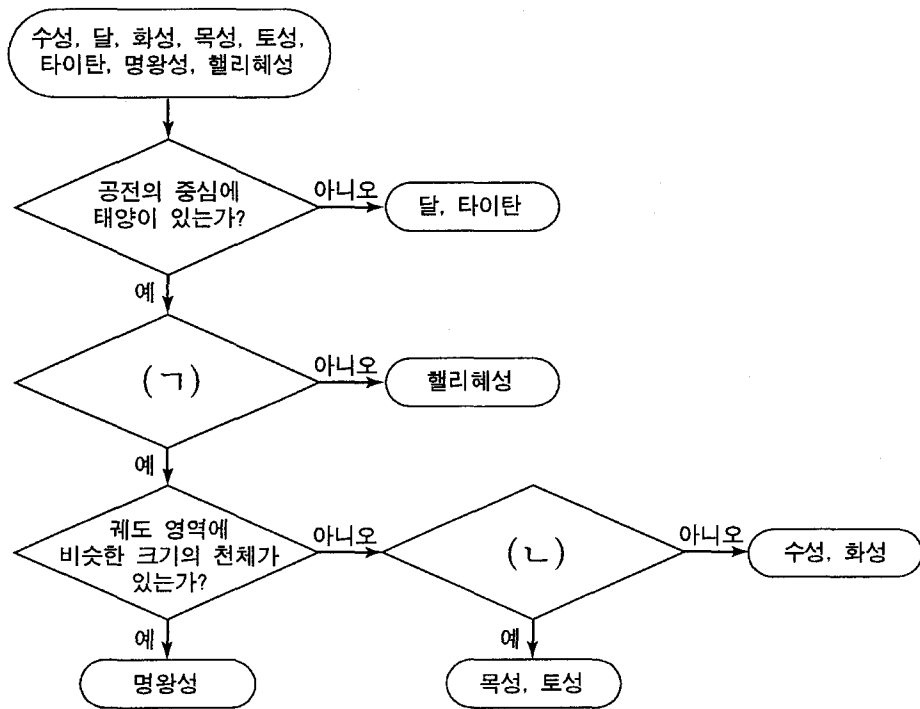 수성, 달, 화성, 목성, 토성,
타이탄, 명왕성, 핼리혜성
공전의 중심에
태양이 있는가?
아니오
달, 타이탄
예
(ㄱ)
아니오
핼리혜성
예
궤도 영역에
비슷한 크기의 천체가
있는가?
아니오
(ㄴ)
아니오
수성, 화성
예
예
명왕성
목성, 토성